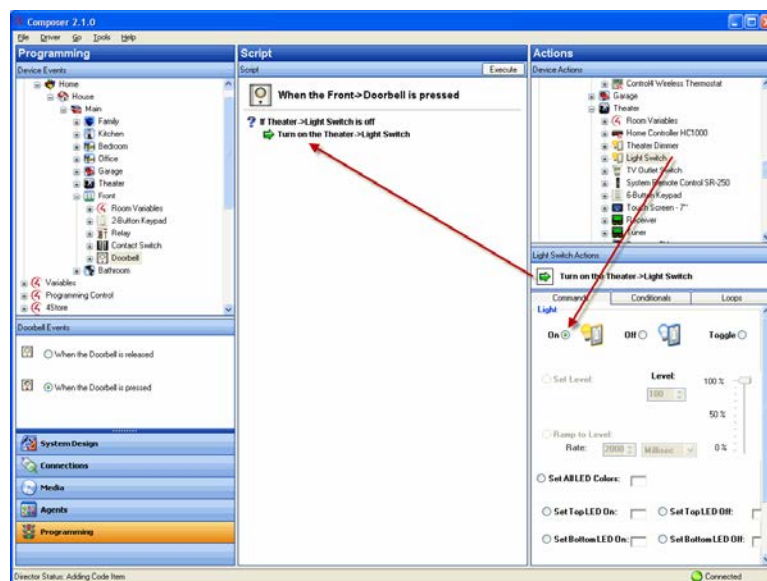 Composer 2.1.0
File Driver Go Tools Help
Programming
Device Events
Home
House
Main
Family
Kitchen
Bedroom
Office
Garage
Theater
Front
Room Variables
2-Button Keypad
Relay
Contact Switch
Doorbell
Bathroom
Variables
Programming Control
4Store
Doorbell Events
When the Doorbell is released
When the Doorbell is pressed
System Design
Connections
Media
Agents
Programming
Director Status: Adding Code Item
Script
Script Execute
When the Front->Doorbell is pressed
? If Theater->Light Switch is off
Turn on the Theater->Light Switch
Actions
Device Actions
Control4 Wireless Thermostat
Garage
Theater
Room Variables
Home Controller HC1000
Theater Dimmer
Light Switch
TV Outlet Switch
System Remote Control SR-250
6-Button Keypad
Touch Screen - 7"
Receiver
Tuner
Light Switch Actions
Turn on the Theater->Light Switch
Commands Conditionals Loops
Light
On Off Toggle
Set Level: Level: 100 %
100
50 %
Ramp to Level:
Rate: 2000 Millisec 0 %
Set All LED Colors:
Set Top LED On: Set Top LED Off:
Set Bottom LED On: Set Bottom LED Off:
Connected